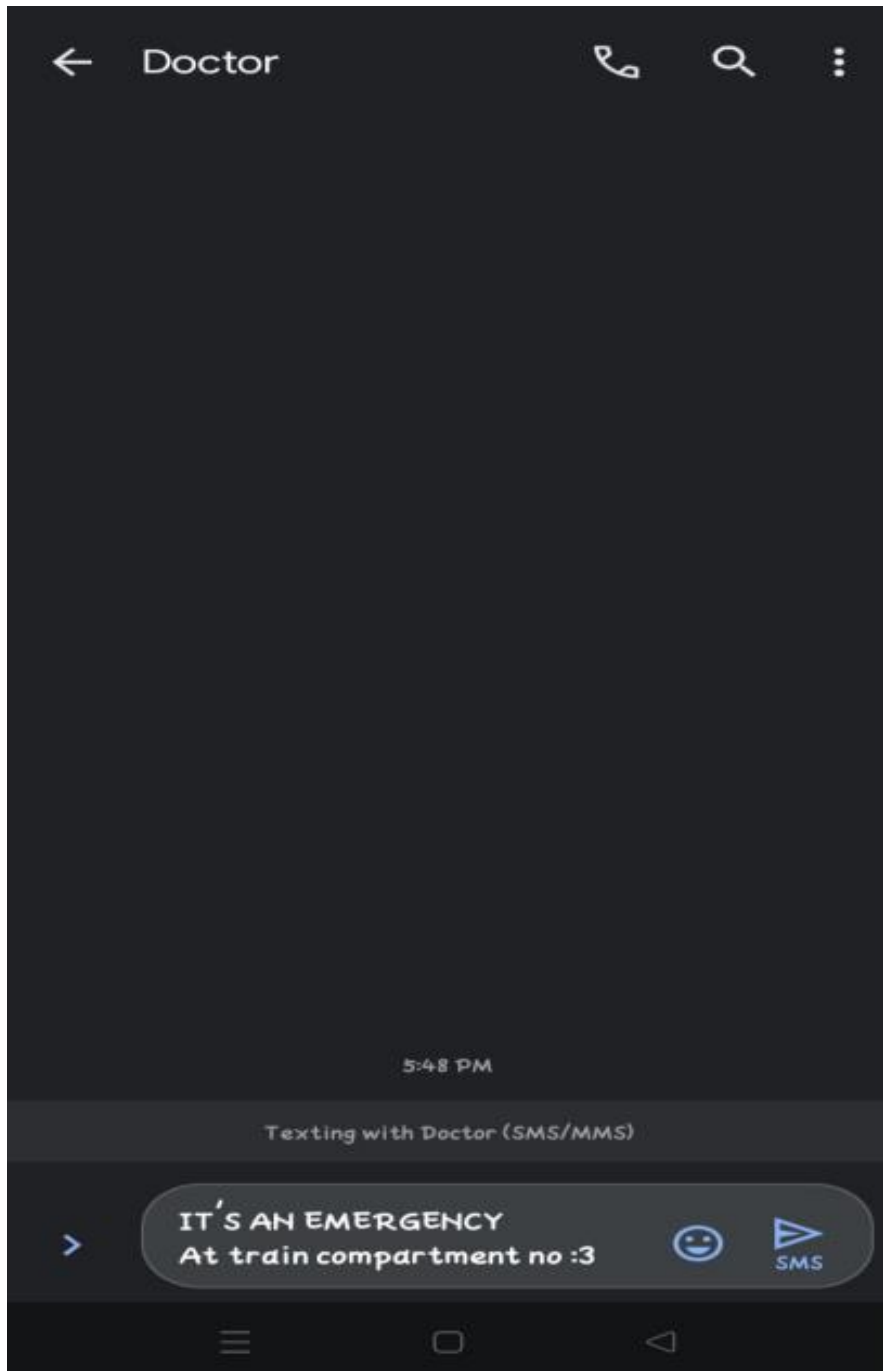 Doctor
5:48 PM
Texting with Doctor (SMS/MMS)
IT'S AN EMERGENCY
At train compartment no :3
SMS